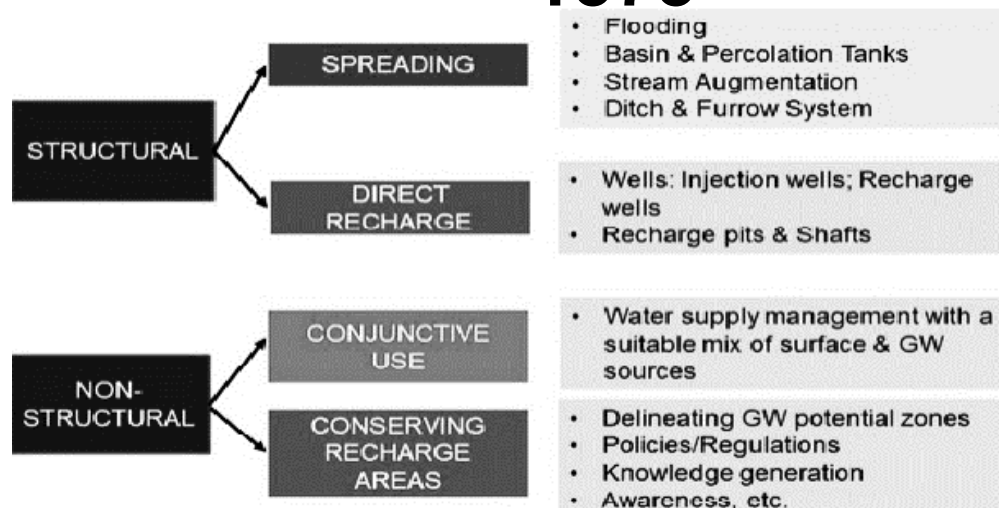 SPREADING
• Flooding
• Basin & Percolation Tanks
• Stream Augmentation
• Ditch & Furrow System
STRUCTURAL
DIRECT
RECHARGE
• Wells: Injection wells; Recharge
wells
• Recharge pits & Shafts
CONJUNCTIVE
USE
• Water supply management with a
suitable mix of surface & GW
sources
NON-
STRUCTURAL
CONSERVING
RECHARGE
AREAS
• Delineating GW potential zones
• Policies/Regulations
• Knowledge generation
• Awareness, etc.